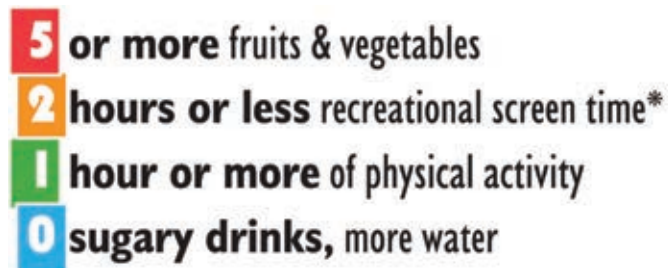 5 or more fruits & vegetables
2 hours or less recreational screen time*
1 hour or more of physical activity
0 sugary drinks, more water